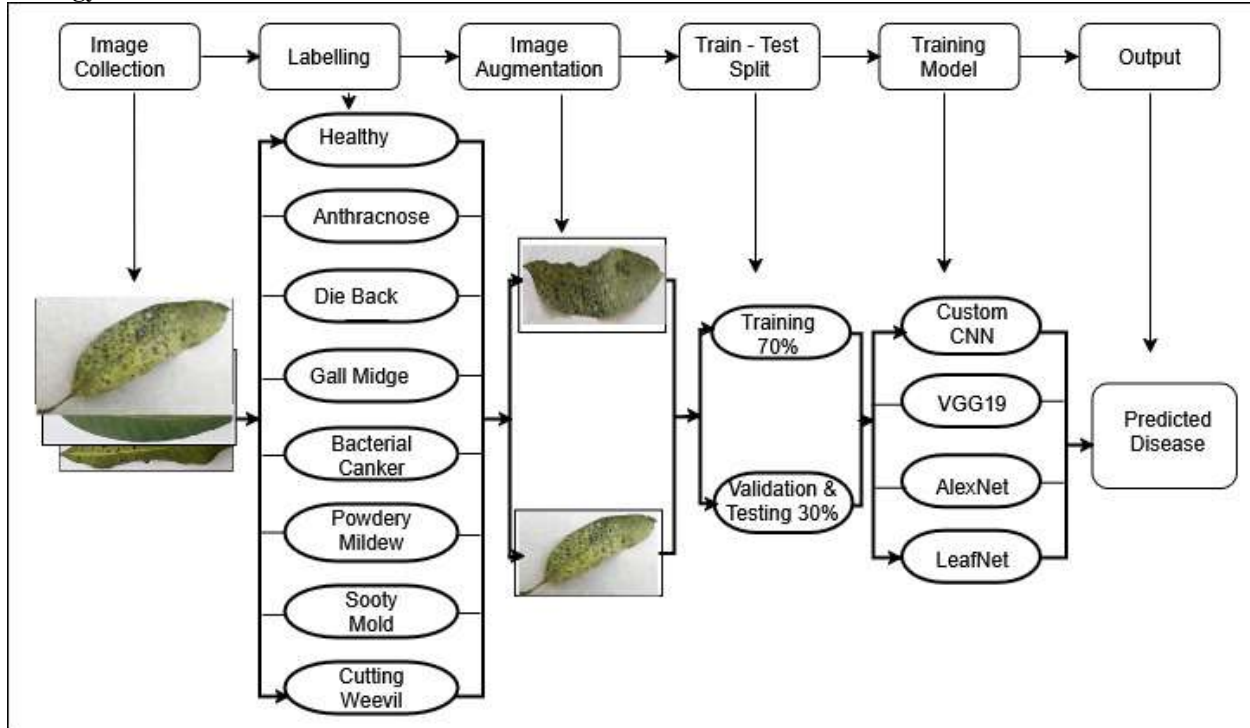 Image
Collection
Labelling
Image
Augmentation
Train - Test
Split
Training
Model
Output
Healthy
Anthracnose
Die Back
Gall Midge
Bacterial
Canker
Powdery
Mildew
Sooty
Mold
Cutting
Weevil
Training
70%
Validation &
Testing 30%
Custom
CNN
VGG19
AlexNet
LeafNet
Predicted
Disease